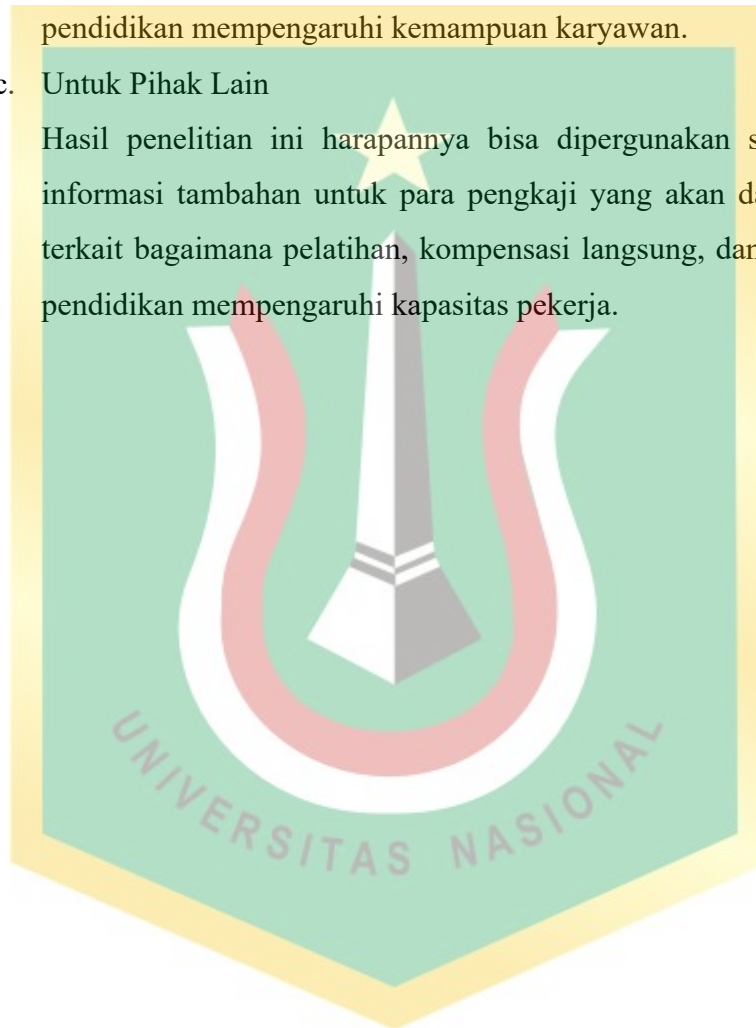 pendidikan mempengaruhi kemampuan karyawan.
c. Untuk Pihak Lain
Hasil penelitian ini harapannya bisa dipergunakan
informasi tambahan untuk para pengkaji yang akan
terkait bagaimana pelatihan, kompensasi langsung, dan
pendidikan mempengaruhi kapasitas pekerja.
UNIVERSITAS NASIONAL